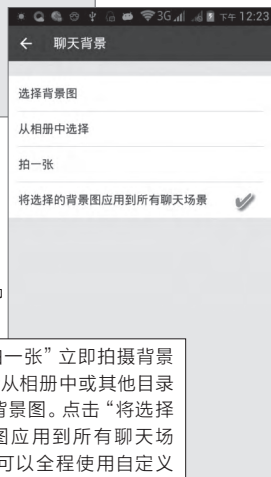 3G 下午 12:23
聊天背景
选择背景图
从相册中选择
拍一张
将选择的背景图应用到所有聊天场景
一张”立即拍摄背景
从相册中或其他目录
背景图。点击“将选择
图应用到所有聊天场
可以全程使用自定义